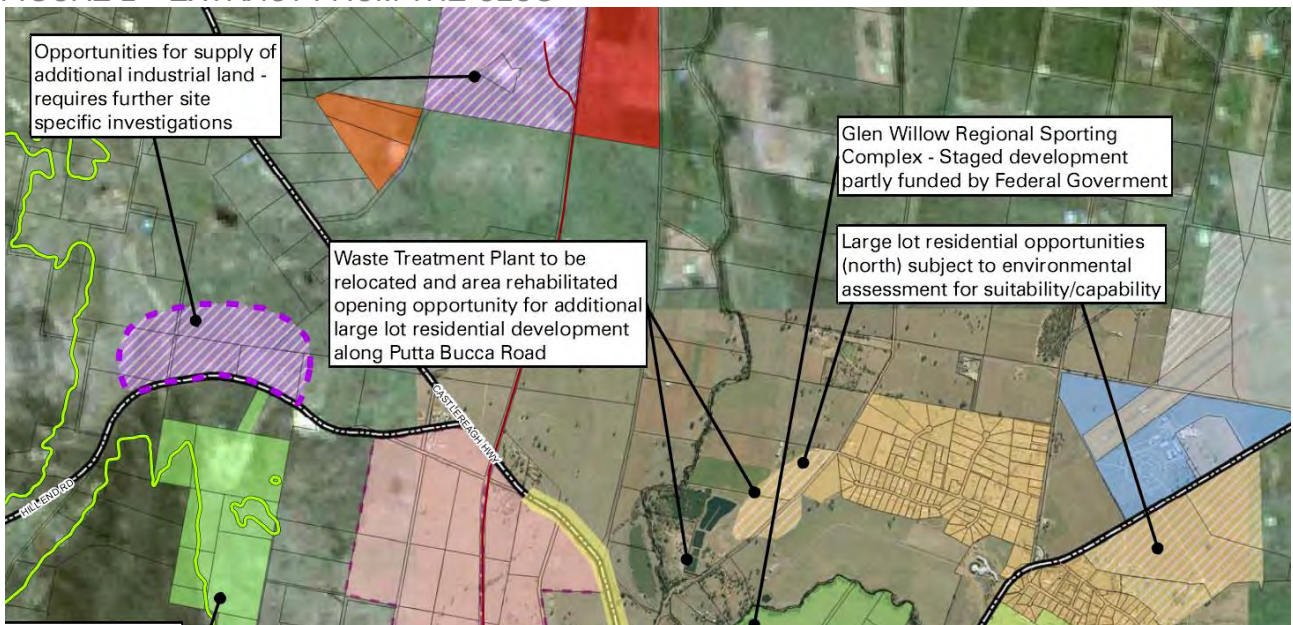 Opportunities for supply of
additional industrial land -
requires further site
specific investigations
Glen Willow Regional Sporting
Complex - Staged development
partly funded by Federal Goverment
Waste Treatment Plant to be
relocated and area rehabilitated
opening opportunity for additional
large lot residential development
along Putta Bucca Road
Large lot residential opportunities
(north) subject to environmental
assessment for suitability/capability
CASTLEREAGH HWY
HILL END RD